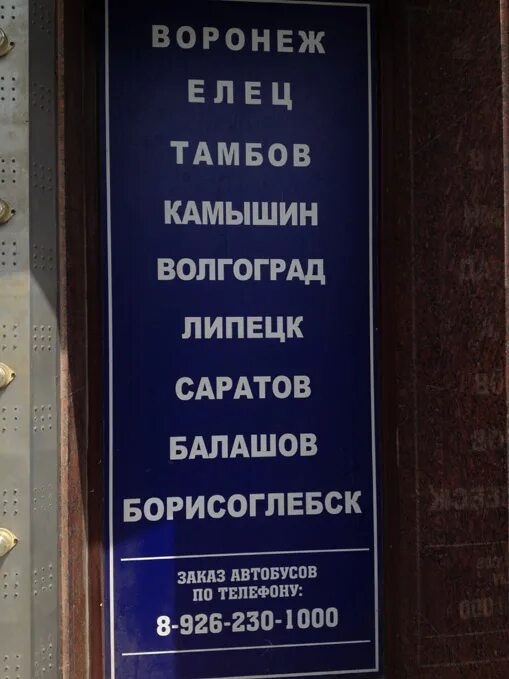 ВОРОНЕЖ
ЕЛЕЦ
ТАМБОВ
КАМЫШИН
ВОЛГОГРАД
ЛИПЕЦК
САРАТОВ
БАЛАШОВ
БОРИСОГЛЕБСК
ЗАКАЗ АВТОБУСОВ
ПО ТЕЛЕФОНУ:
8-926-230-1000